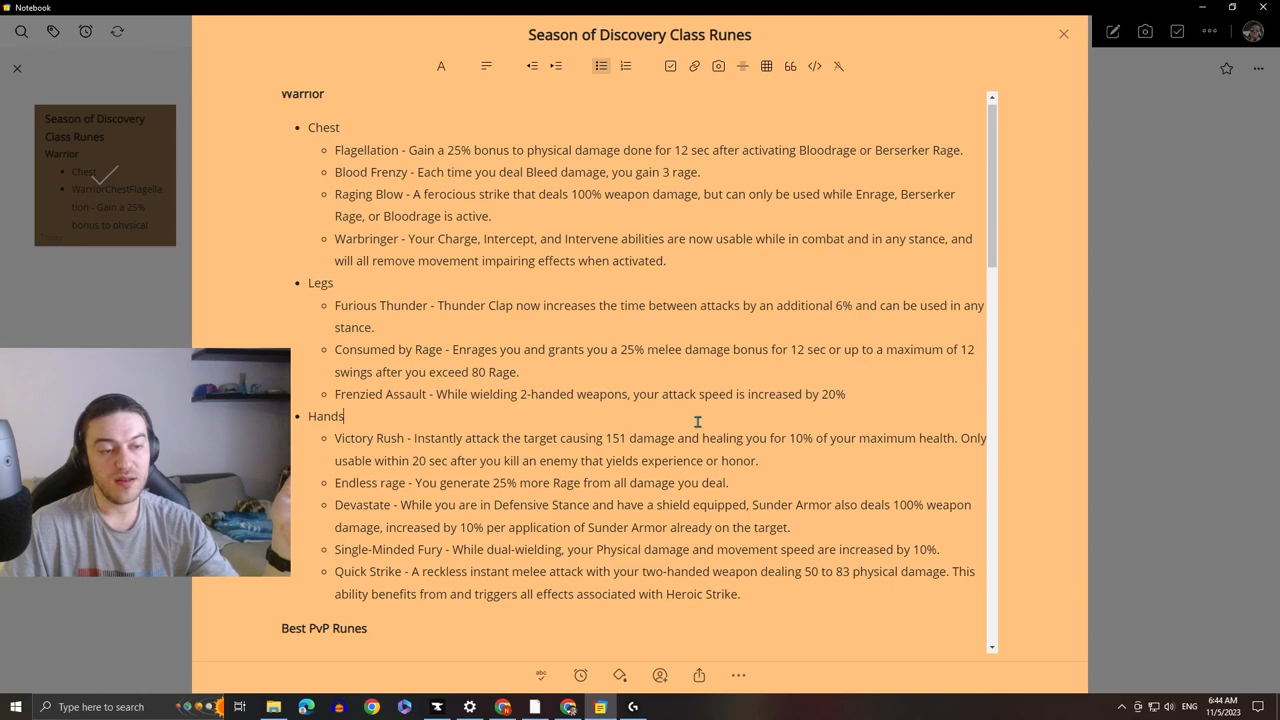 Notebook
Season of Discovery Class Runes
Season of Discovery
Class Runes
Warrior
Chest
WarriorChestFlagella
tion - Gain a 25%
bonus to physical
Today
Warrior
Chest
Flagellation - Gain a 25% bonus to physical damage done for 12 sec after activating Bloodrage or Berserker Rage.
Blood Frenzy - Each time you deal Bleed damage, you gain 3 rage.
Raging Blow - A ferocious strike that deals 100% weapon damage, but can only be used while Enrage, Berserker
Rage, or Bloodrage is active.
Warbringer - Your Charge, Intercept, and Intervene abilities are now usable while in combat and in any stance, and
will all remove movement impairing effects when activated.
Legs
Furious Thunder - Thunder Clap now increases the time between attacks by an additional 6% and can be used in any
stance.
Consumed by Rage - Enrages you and grants you a 25% melee damage bonus for 12 sec or up to a maximum of 12
swings after you exceed 80 Rage.
Frenzied Assault - While wielding 2-handed weapons, your attack speed is increased by 20%
Hands
Victory Rush - Instantly attack the target causing 151 damage and healing you for 10% of your maximum health. Only
usable within 20 sec after you kill an enemy that yields experience or honor.
Endless rage - You generate 25% more Rage from all damage you deal.
Devastate - While you are in Defensive Stance and have a shield equipped, Sunder Armor also deals 100% weapon
damage, increased by 10% per application of Sunder Armor already on the target.
Single-Minded Fury - While dual-wielding, your Physical damage and movement speed are increased by 10%.
Quick Strike - A reckless instant melee attack with your two-handed weapon dealing 50 to 83 physical damage. This
ability benefits from and triggers all effects associated with Heroic Strike.
Best PvP Runes
abc
Type here to search
6:44 AM
11/5/2023